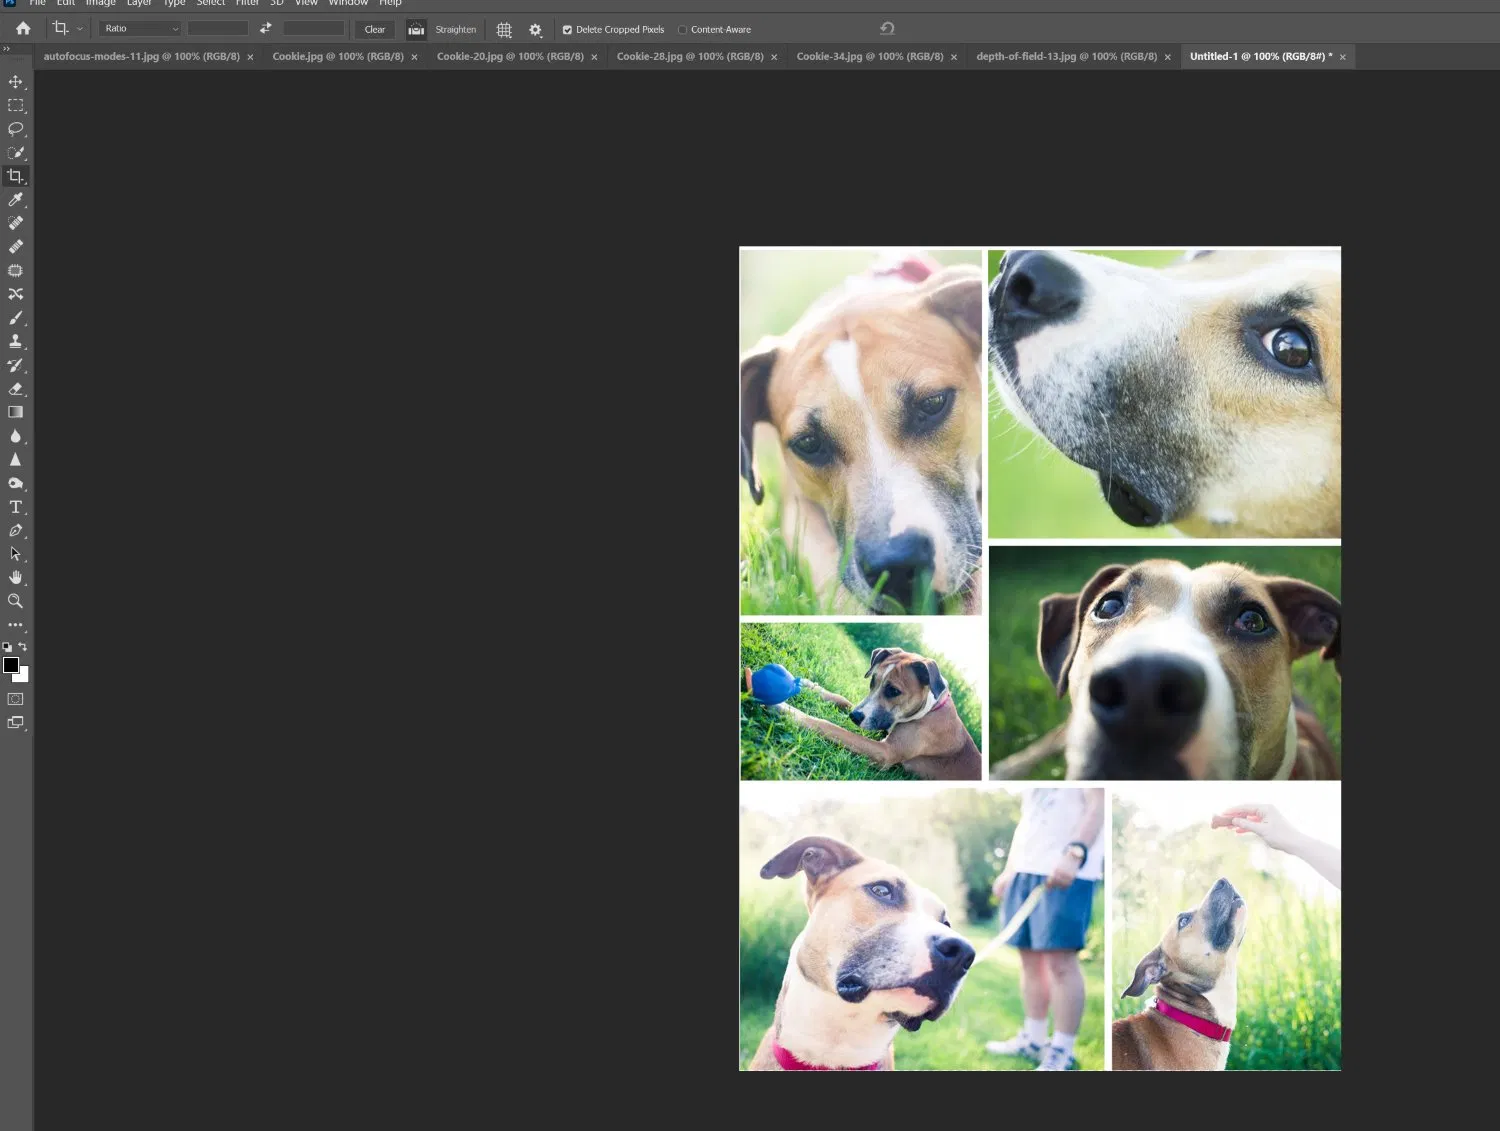 Ps File Edit Image Layer Type Select Filter 3D View Window Help
Ratio Clear Straighten Delete Cropped Pixels Content-Aware
autofocus-modes-11.jpg @ 100% (RGB/8) × Cookie.jpg @ 100% (RGB/8) × Cookie-20.jpg @ 100% (RGB/8) × Cookie-28.jpg @ 100% (RGB/8) × Cookie-34.jpg @ 100% (RGB/8) × depth-of-field-13.jpg @ 100% (RGB/8) × Untitled-1 @ 100% (RGB/8#) * ×
T